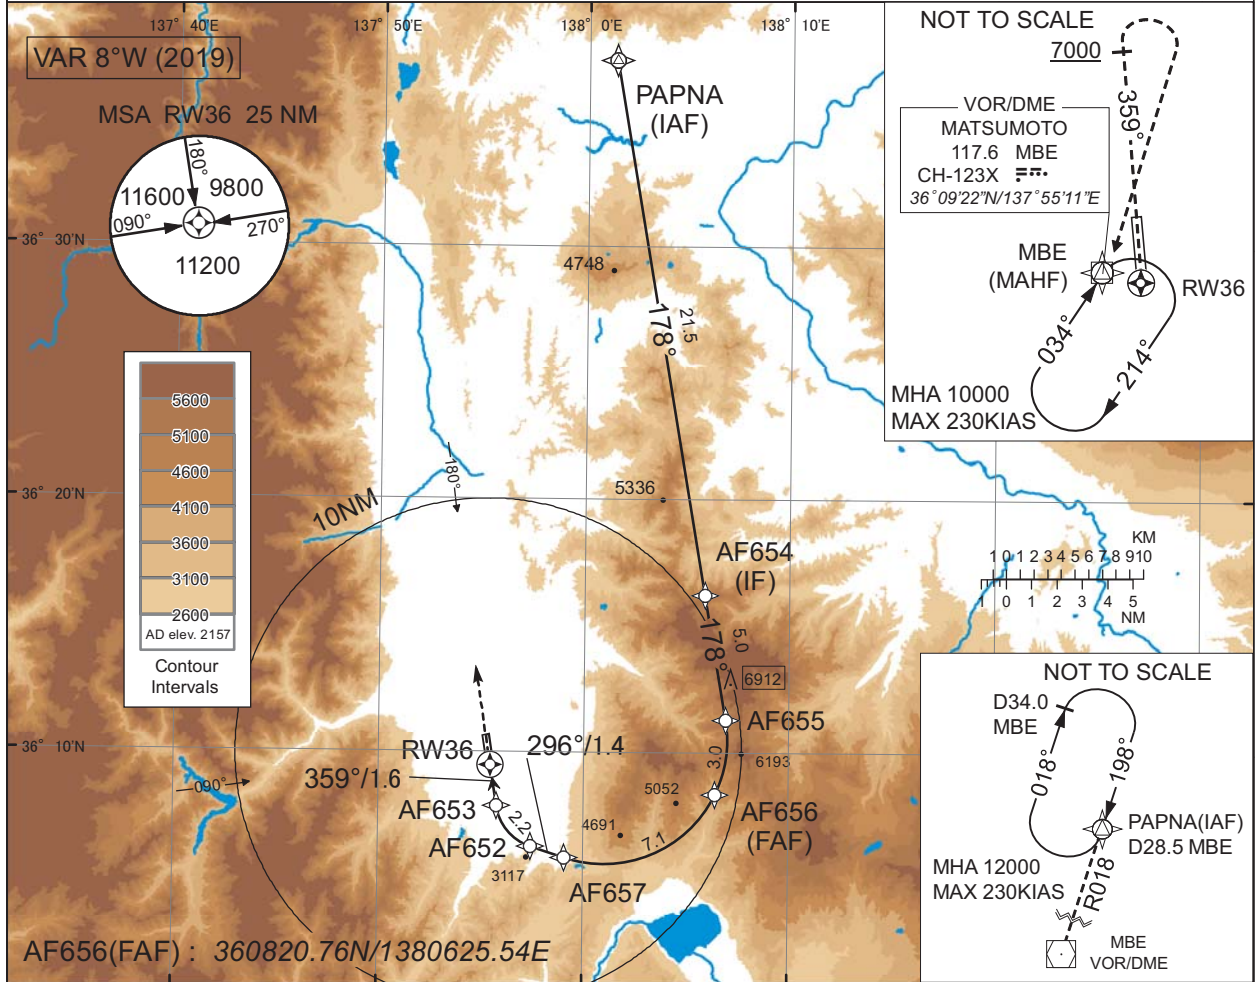 137° 40'E
137° 50'E
138° 0'E
138° 10'E
VAR 8°W (2019)
MSA RW36 25 NM
180°
11600
9800
090°
270°
11200
PAPNA
(IAF)
NOT TO SCALE
7000
359°
VOR/DME
MATSUMOTO
117.6 MBE
CH-123X
36°09'22"N/137°55'11"E
MBE
(MAHF)
RW36
034°
214°
MHA 10000
MAX 230KIAS
36° 30'N
4748
21.5
178°
5600
5100
4600
4100
3600
3100
2600
AD elev. 2157
Contour
Intervals
180°
36° 20'N
5336
10NM
AF654
(IF)
KM
1 0 1 2 3 4 5 6 7 8 9 10
1 0 1 2 3 4 5
NM
178°
5.0
6912
AF655
36° 10'N
RW36
296°/1.4
3.0
6193
359°/1.6
090°
5052
AF656
(FAF)
AF653
2.2
4691
7.1
AF652
3117
AF657
NOT TO SCALE
D34.0
MBE
018°
198°
PAPNA(IAF)
D28.5 MBE
MHA 12000
MAX 230KIAS
R018
MBE
VOR/DME
AF656(FAF) : 360820.76N/1380625.54E